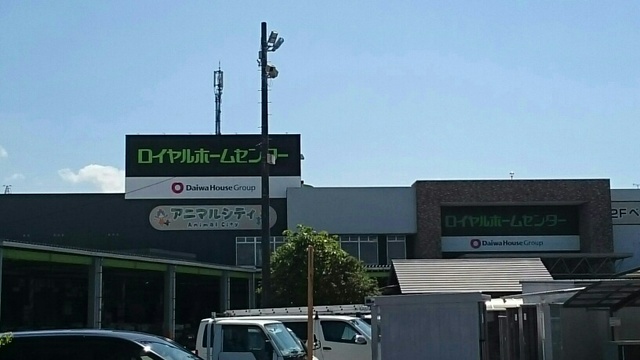 ロイヤルホームセンター
Daiwa House Group
アニマルシティ
Animal City
ロイヤルホームセンター
Daiwa House Group
2F